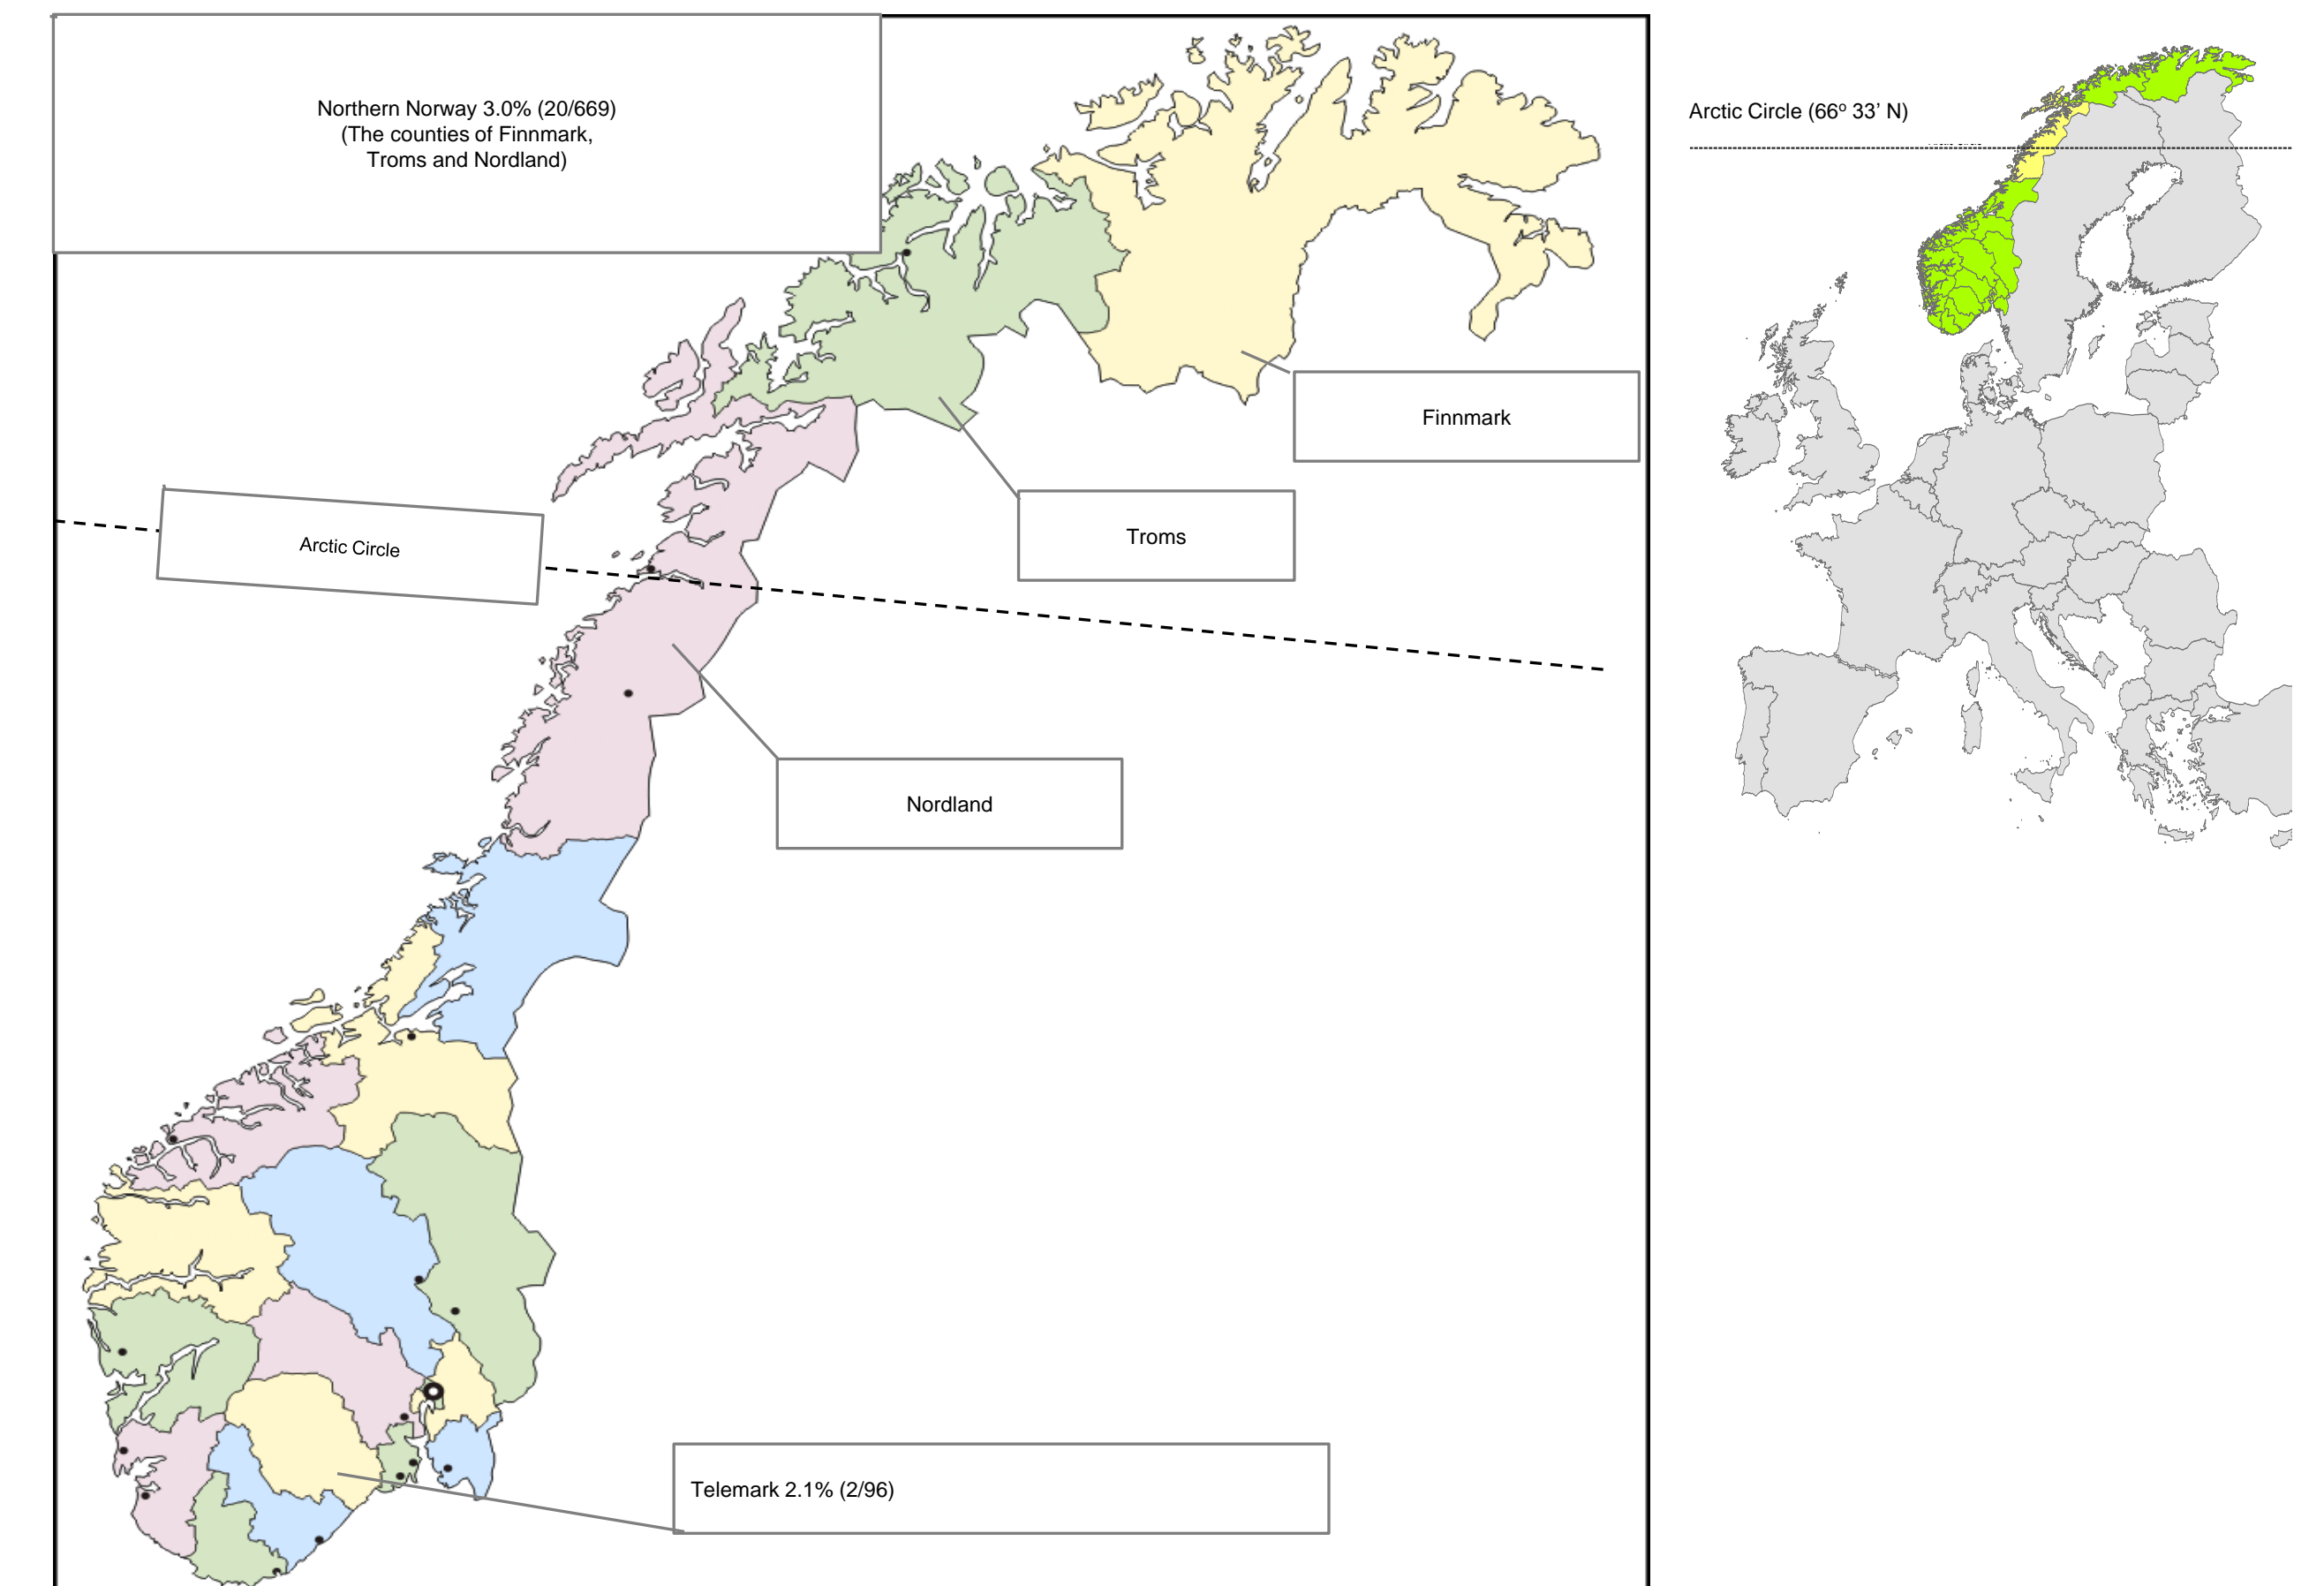 Northern Norway 3.0% (20/669)
(The counties of Finnmark,
Troms and Nordland)
Arctic Circle (66º 33’ N)
Finnmark
Troms
Arctic Circle
Nordland
Telemark 2.1% (2/96)